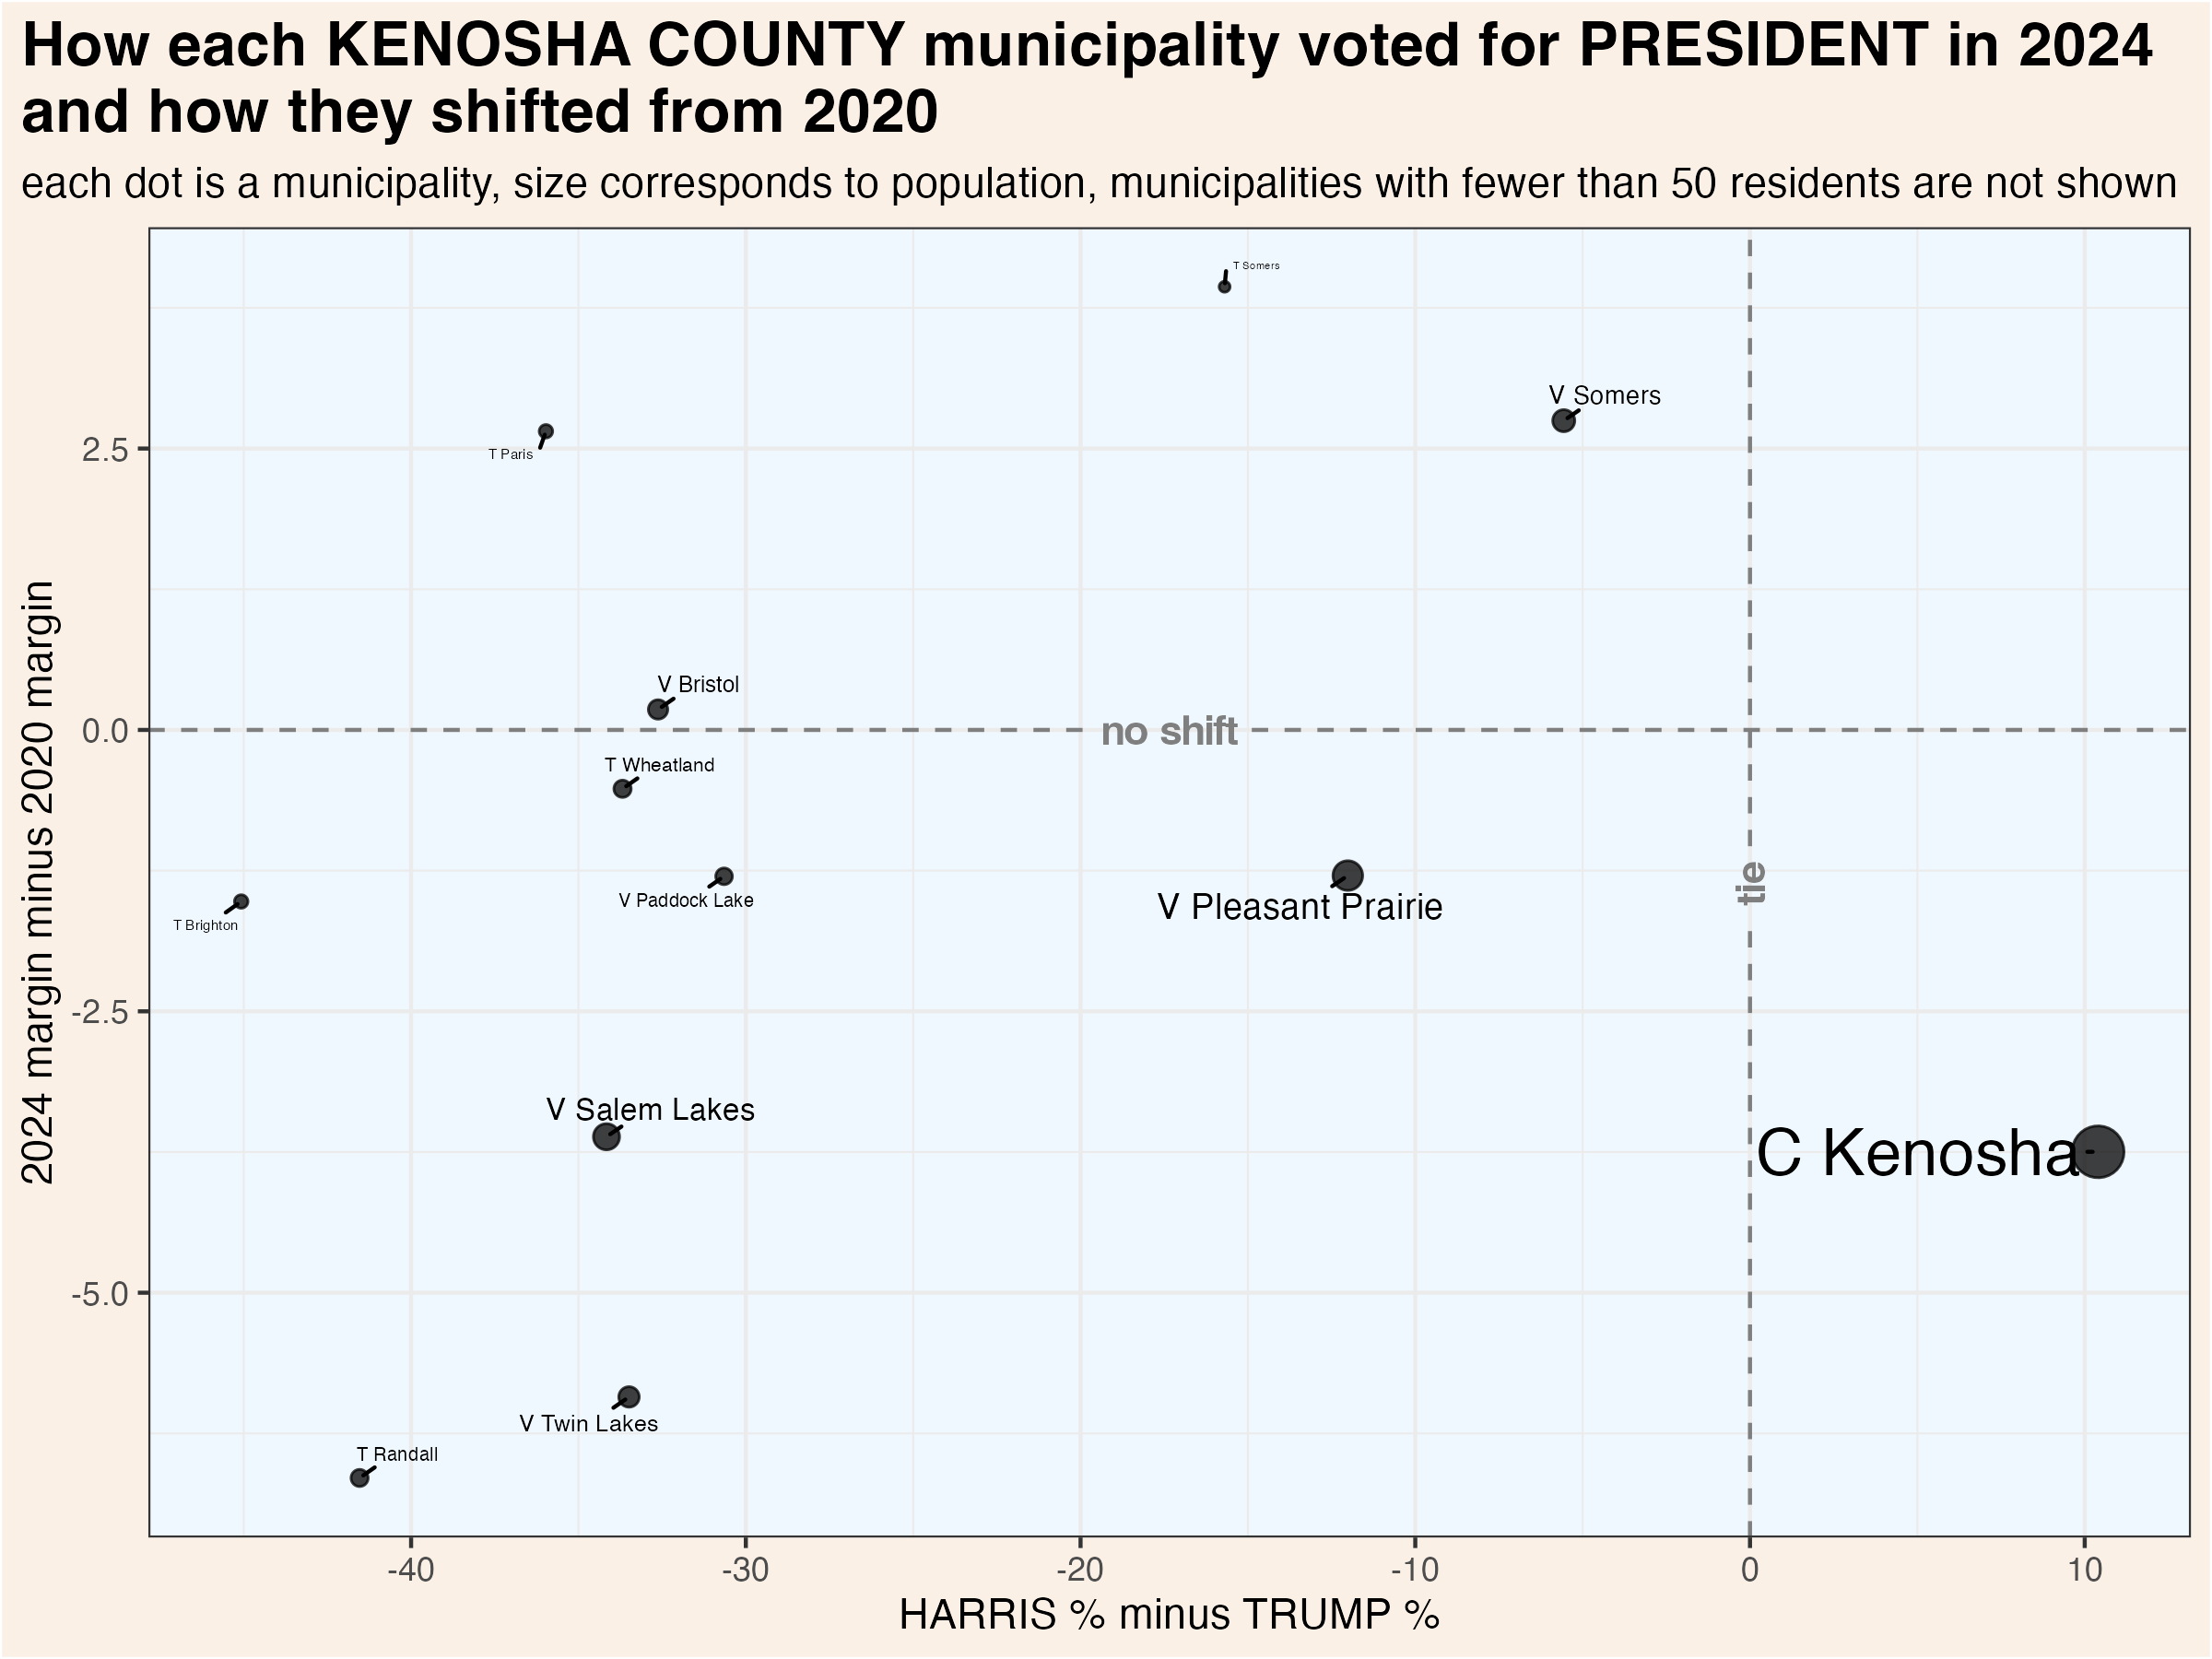 How each KENOSHA COUNTY municipality voted for PRESIDENT in 2024
and how they shifted from 2020
each dot is a municipality, size corresponds to population, municipalities with fewer than 50 residents are not shown
T Somers
V Somers
2.5
T Paris
V Bristol
0.0
no shift
T Wheatland
V Paddock Lake
V Pleasant Prairie
tie
T Brighton
2024 margin minus 2020 margin
-2.5
V Salem Lakes
C Kenosha
-5.0
V Twin Lakes
T Randall
-40
-30
-20
-10
0
10
HARRIS % minus TRUMP %